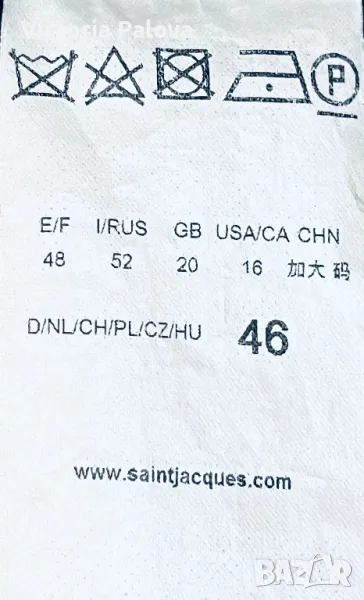 Victoria Palova
P
E/F I/RUS GB USA/CA CHN
48 52 20 16 加大码
D/NL/CH/PL/CZ/HU 46
www.saintjacques.com
BAZAR